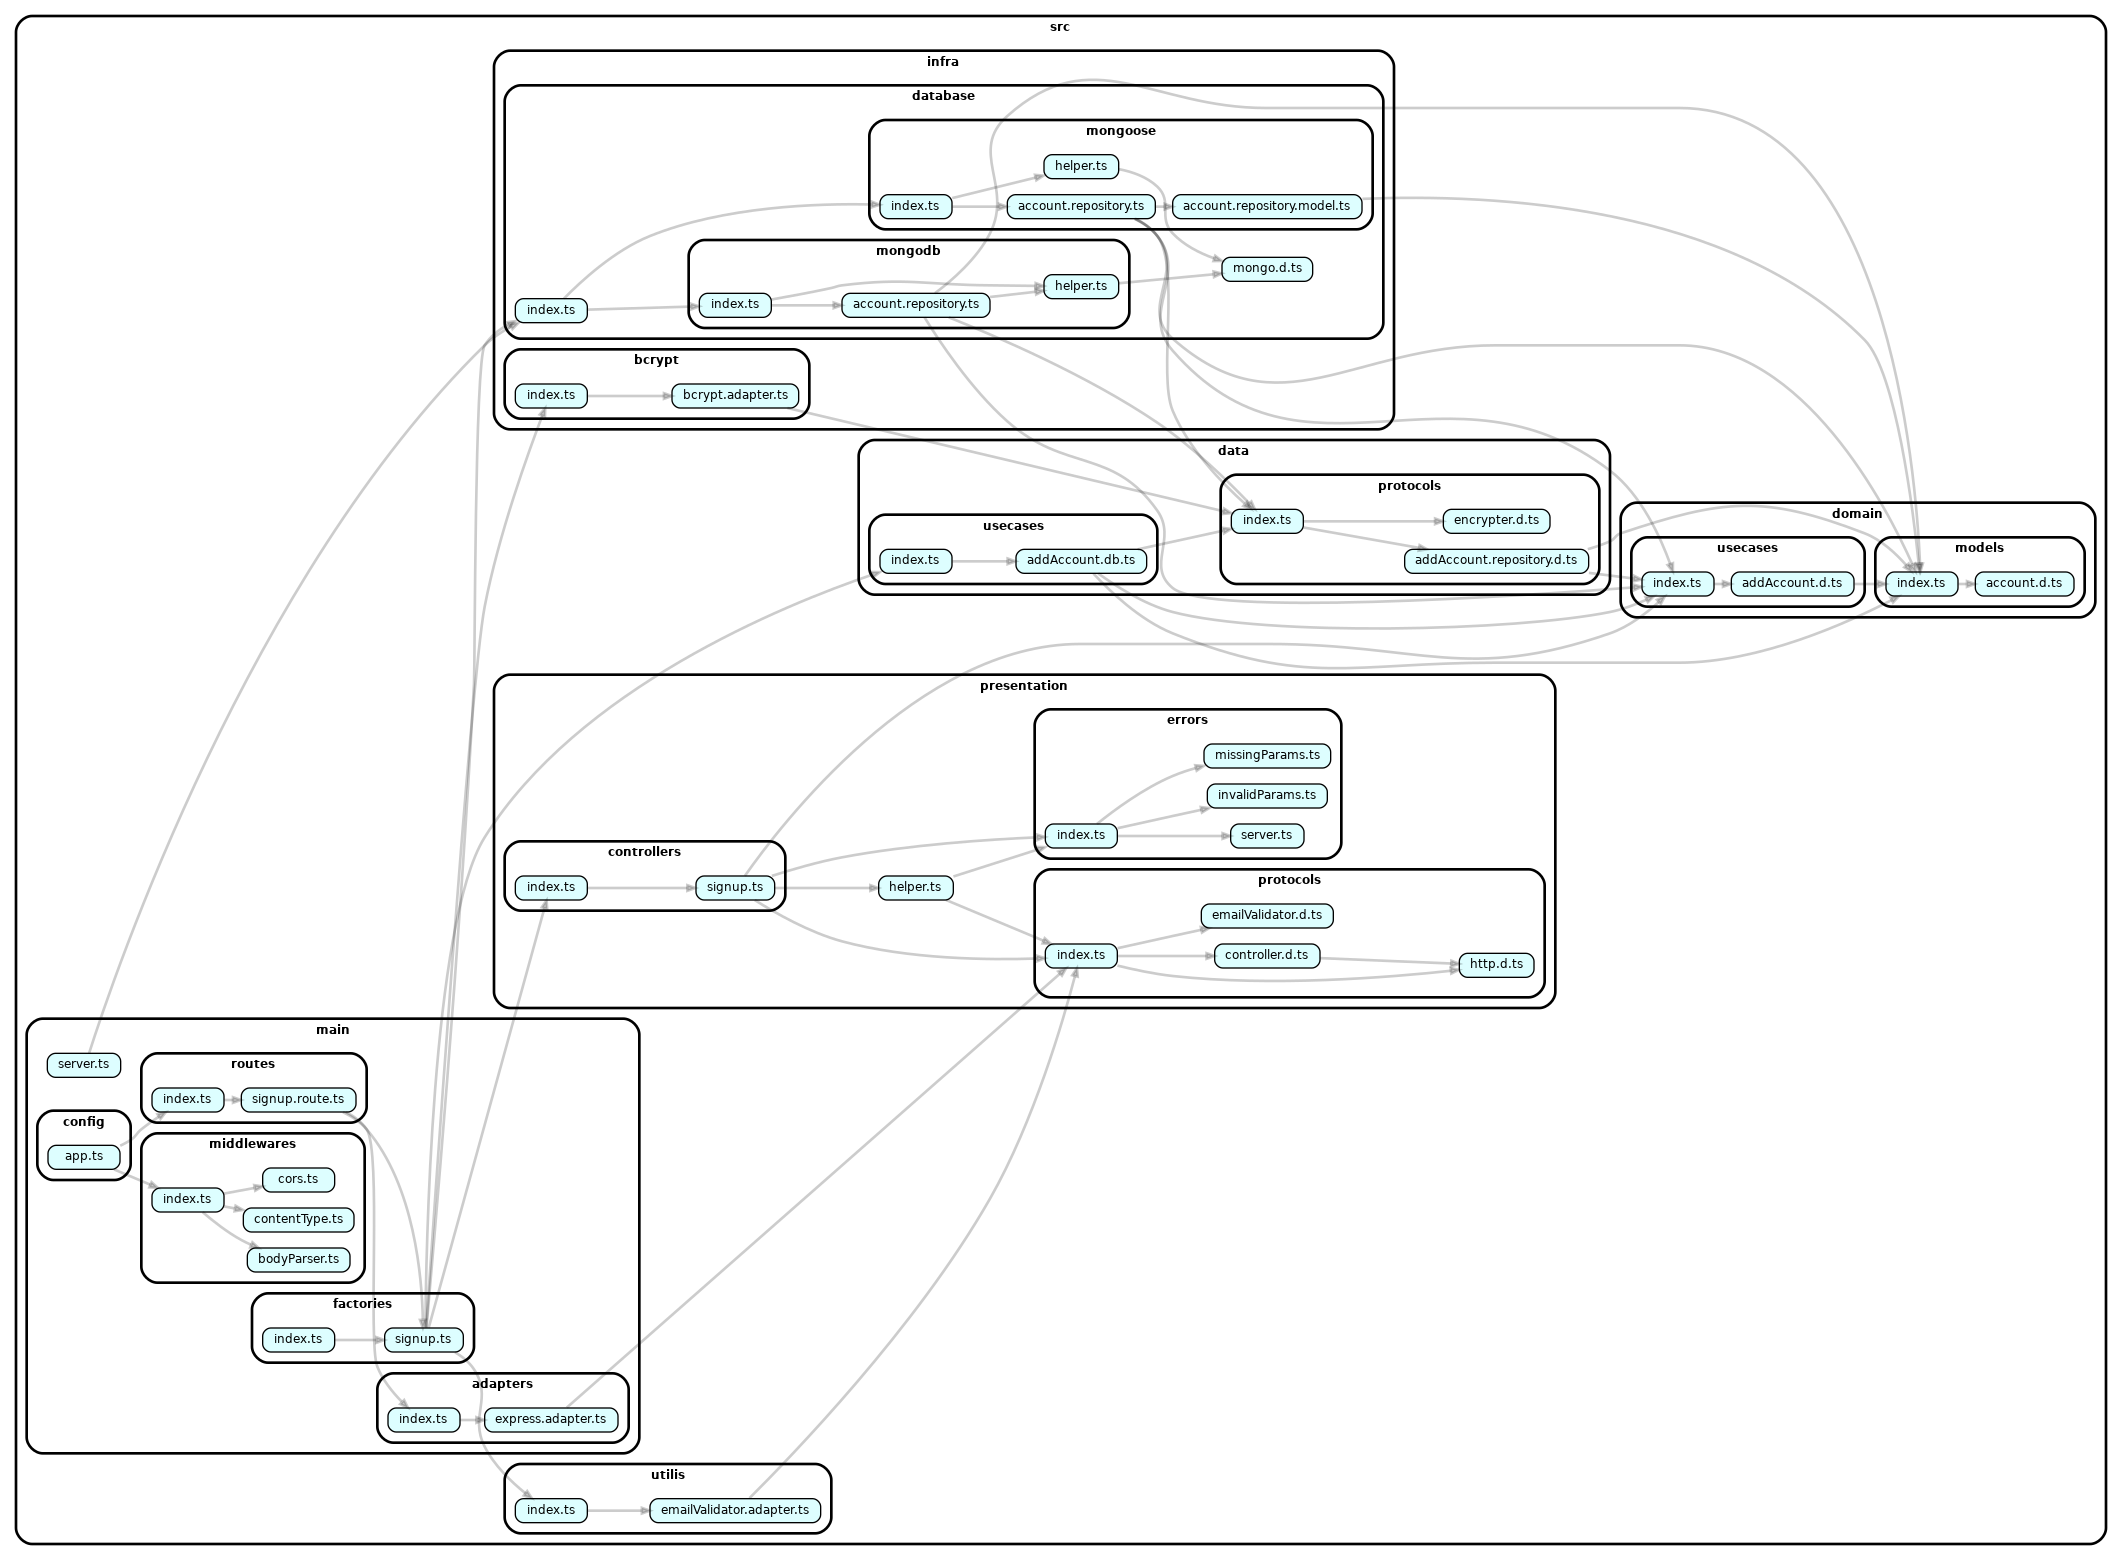 src
infra
database
mongoose
helper.ts
index.ts
account.repository.ts
account.repository.model.ts
mongodb
mongo.d.ts
helper.ts
index.ts
account.repository.ts
index.ts
bcrypt
index.ts
bcrypt.adapter.ts
data
protocols
index.ts
encrypter.d.ts
addAccount.repository.d.ts
usecases
index.ts
addAccount.db.ts
domain
usecases
index.ts
addAccount.d.ts
models
index.ts
account.d.ts
presentation
errors
missingParams.ts
invalidParams.ts
index.ts
server.ts
controllers
index.ts
signup.ts
helper.ts
protocols
emailValidator.d.ts
index.ts
controller.d.ts
http.d.ts
main
server.ts
routes
index.ts
signup.route.ts
config
app.ts
middlewares
cors.ts
index.ts
contentType.ts
bodyParser.ts
factories
index.ts
signup.ts
adapters
index.ts
express.adapter.ts
utilis
index.ts
emailValidator.adapter.ts